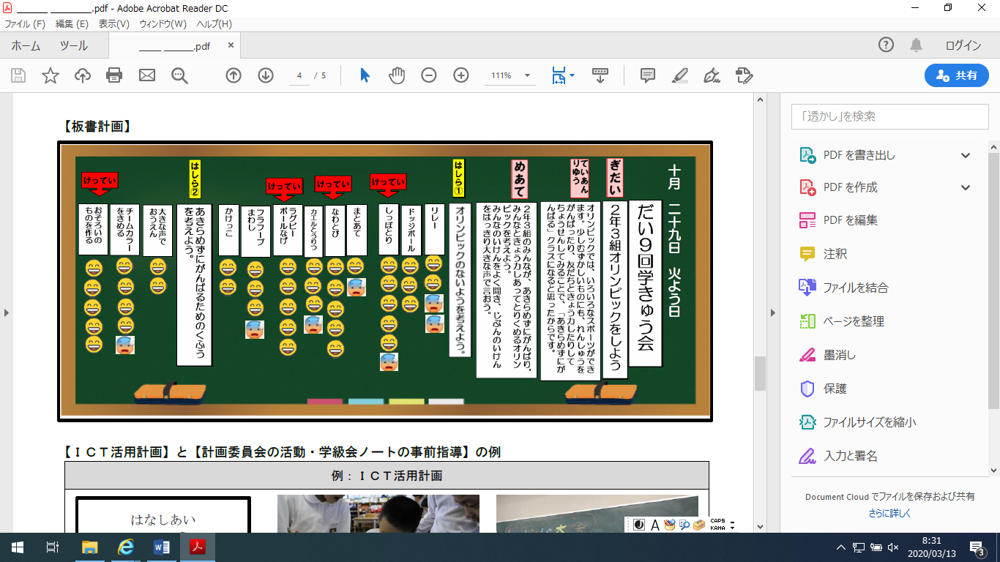 _______ __________.pdf - Adobe Acrobat Reader DC
ファイル (F) 編集 (E) 表示(V) ウィンドウ(W) ヘルプ(H)
ホーム ツール _____ ______.pdf × ログイン
4 / 5 111% 共有
【板書計画】
十月 二十九日 火よう日
だい9回学きゅう会
ぎだい
2年3組オリンピックをしよう
ていあん
りゆう
オリンピックでは、いろいろなスポーツができ
ます。少しむずかしいものにも、れんしゅうを
がんばったり、友だちときょう力したりして
ちょうせんしてみることで、「あきらめずにが
んばる」クラスになると思ったからです。
めあて
2年3組のみんなが、あきらめずにがんばり、
みんなときょう力しあってとりくめるオリン
ピックを考えよう。
みんなのいけんをよく聞き、じぶんのいけん
をはっきり大きな声で言おう。
はしら①
オリンピックのないようを考えよう。
リレー
ドッジボール
けってい
しっぽとり
まとあて
けってい
なわとび
カエルとうりつ
けってい
ラグビー
ボールなげ
フラフープ
まわし
かけっこ
はしら②
あきらめずにがんばるためのくふう
を考えよう。
大きな声で
おうえん
チームカラー
をきめる
けってい
おそろいの
ものを作る
【ICT活用計画】と【計画委員会の活動・学級会ノートの事前指導】の例
例：ICT活用計画
はなしあい
「透かし」を検索
PDF を書き出し
PDF を作成
PDF を編集
注釈
ファイルを結合
ページを整理
墨消し
保護
ファイルサイズを縮小
入力と署名
Document Cloud でファイルを保存および共有
さらに詳しく
A CAPS
KANA
8:31
2020/03/13
3